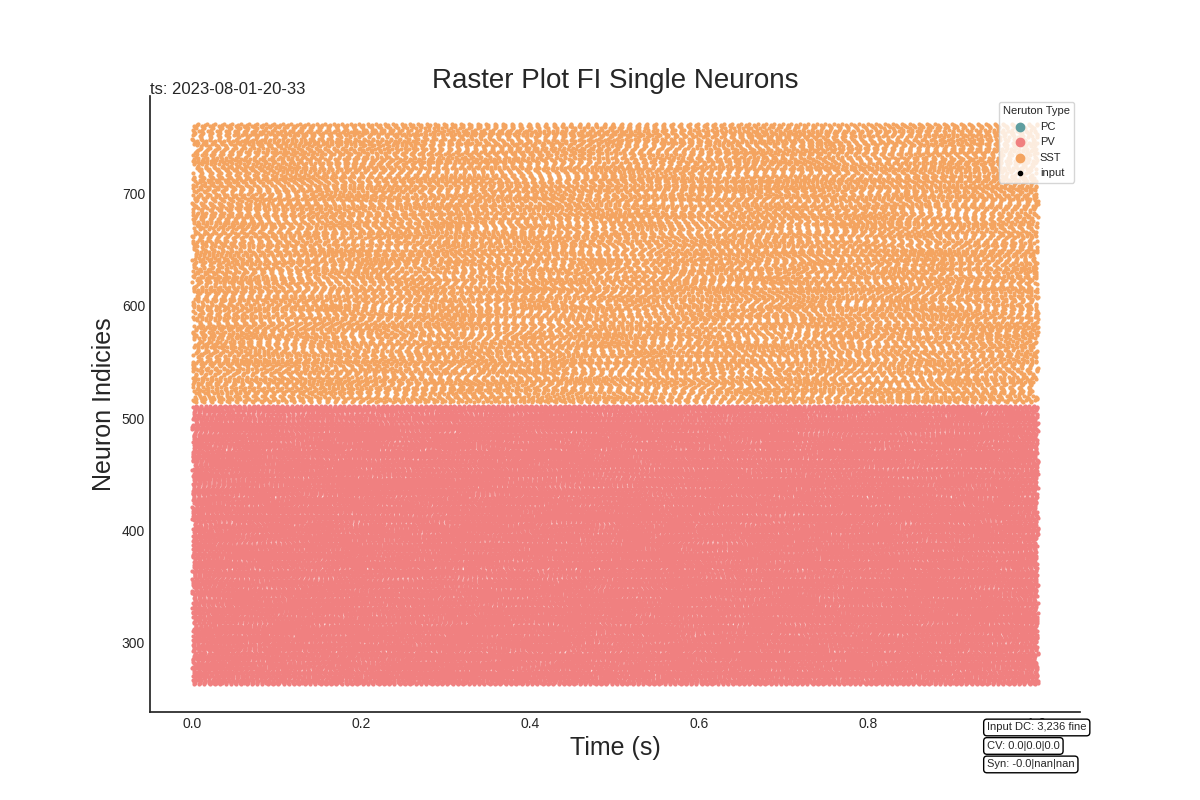 Raster Plot FI Single Neurons
ts: 2023-08-01-20-33
Neruton Type
PC
PV
SST
input
700
600
500
400
300
Neuron Indicies
0.0
0.2
0.4
0.6
0.8
Time (s)
Input DC: 3,236 fine
CV: 0.0|0.0|0.0
Syn: -0.0|nan|nan